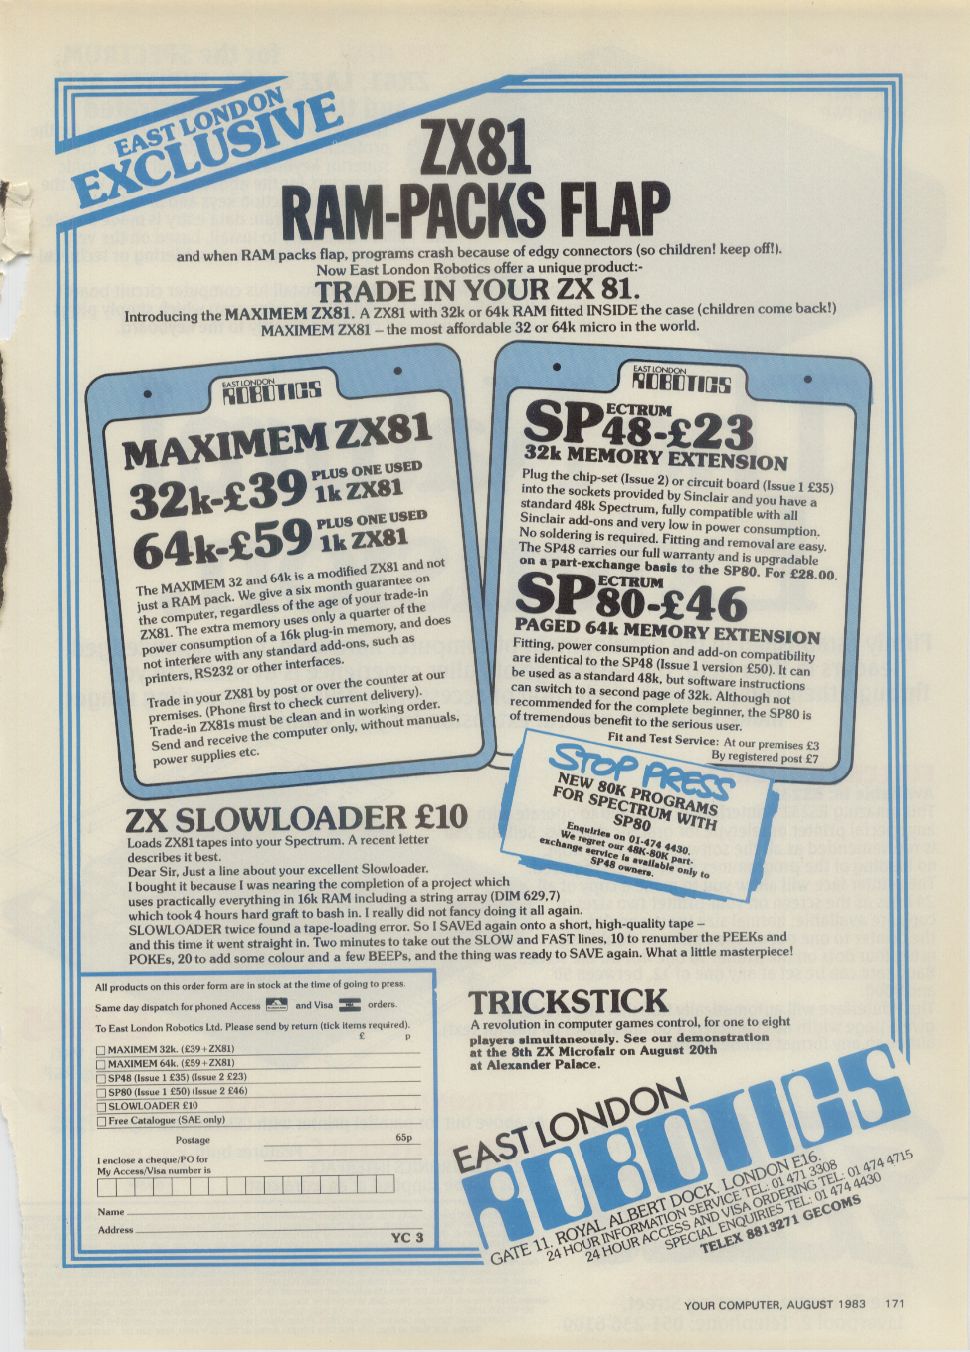 EAST LONDON
EXCLUSIVE
ZX81
RAM-PACKS FLAP
and when RAM packs flap, programs crash because of edgy connectors (so children! keep off!).
Now East London Robotics offer a unique product:-
TRADE IN YOUR ZX 81.
Introducing the MAXIMEM ZX81. A ZX81 with 32k or 64k RAM fitted INSIDE the case (children come back!)
MAXIMEM ZX81 – the most affordable 32 or 64k micro in the world.
EAST LONDON
ROBOTICS
MAXIMEM ZX81
32k-£39 PLUS ONE USED
1k ZX81
64k-£59 PLUS ONE USED
1k ZX81
The MAXIMEM 32 and 64k is a modified ZX81 and not
just a RAM pack. We give a six month guarantee on
the computer, regardless of the age of your trade-in
ZX81. The extra memory uses only a quarter of the
power consumption of a 16k plug-in memory, and does
not interfere with any standard add-ons, such as
printers, RS232 or other interfaces.
Trade in your ZX81 by post or over the counter at our
premises. (Phone first to check current delivery).
Trade-in ZX81s must be clean and in working order.
Send and receive the computer only, without manuals,
power supplies etc.
EAST LONDON
ROBOTICS
SPECTRUM
48-£23
32k MEMORY EXTENSION
Plug the chip-set (Issue 2) or circuit board (Issue 1 £35)
into the sockets provided by Sinclair and you have a
standard 48k Spectrum, fully compatible with all
Sinclair add-ons and very low in power consumption.
No soldering is required. Fitting and removal are easy.
The SP48 carries our full warranty and is upgradable
on a part-exchange basis to the SP80. For £28.00.
SPECTRUM
80-£46
PAGED 64k MEMORY EXTENSION
Fitting, power consumption and add-on compatibility
are identical to the SP48 (Issue 1 version £50). It can
be used as a standard 48k, but software instructions
can switch to a second page of 32k. Although not
recommended for the complete beginner, the SP80 is
of tremendous benefit to the serious user.
Fit and Test Service: At our premises £3
By registered post £7
STOP PRESS
NEW 80K PROGRAMS
FOR SPECTRUM WITH
SP80
Enquiries on 01-474 4430.
We regret our 48K-80K part-
exchange service is available only to
SP48 owners.
ZX SLOWLOADER £10
Loads ZX81 tapes into your Spectrum. A recent letter
describes it best.
Dear Sir, Just a line about your excellent Slowloader.
I bought it because I was nearing the completion of a project which
uses practically everything in 16k RAM including a string array (DIM 629,7)
which took 4 hours hard graft to bash in. I really did not fancy doing it all again.
SLOWLOADER twice found a tape-loading error. So I SAVEd again onto a short, high-quality tape –
and this time it went straight in. Two minutes to take out the SLOW and FAST lines, 10 to renumber the PEEKs and
POKEs, 20 to add some colour and a few BEEPs, and the thing was ready to SAVE again. What a little masterpiece!
All products on this order form are in stock at the time of going to press.
Same day dispatch for phoned Access and Visa orders.
To East London Robotics Ltd. Please send by return (tick items required).
£ p
MAXIMEM 32k. (£39+ZX81)
MAXIMEM 64k. (£59+ZX81)
SP48 (Issue 1 £35) (Issue 2 £23)
SP80 (Issue 1 £50) (Issue 2 £46)
SLOWLOADER £10
Free Catalogue (SAE only)
Postage 65p
I enclose a cheque/PO for
My Access/Visa number is
Name
Address
YC 3
TRICKSTICK
A revolution in computer games control, for one to eight
players simultaneously. See our demonstration
at the 8th ZX Microfair on August 20th
at Alexander Palace.
EAST LONDON
ROBOTICS
GATE 11, ROYAL ALBERT DOCK, LONDON E16.
24 HOUR INFORMATION SERVICE TEL: 01 471 3308
24 HOUR ACCESS AND VISA ORDERING TEL: 01 474 4715
SPECIAL ENQUIRIES TEL: 01 474 4430
TELEX 8813271 GECOMS
YOUR COMPUTER, AUGUST 1983 171